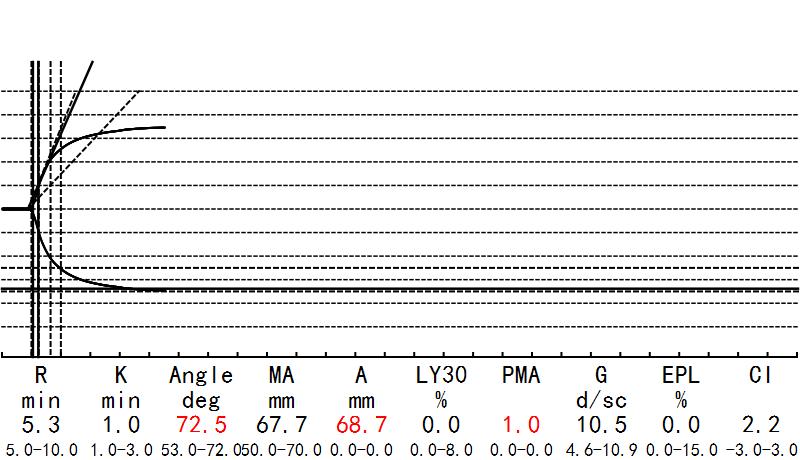 R K Angle MA A LY30 PMA G EPL CI
min min deg mm mm % d/sc %
5.3 1.0 72.5 67.7 68.7 0.0 1.0 10.5 0.0 2.2
5.0-10.0 1.0-3.0 53.0-72.0 50.0-70.0 0.0-0.0 0.0-8.0 0.0-0.0 4.6-10.9 0.0-15.0 -3.0-3.0